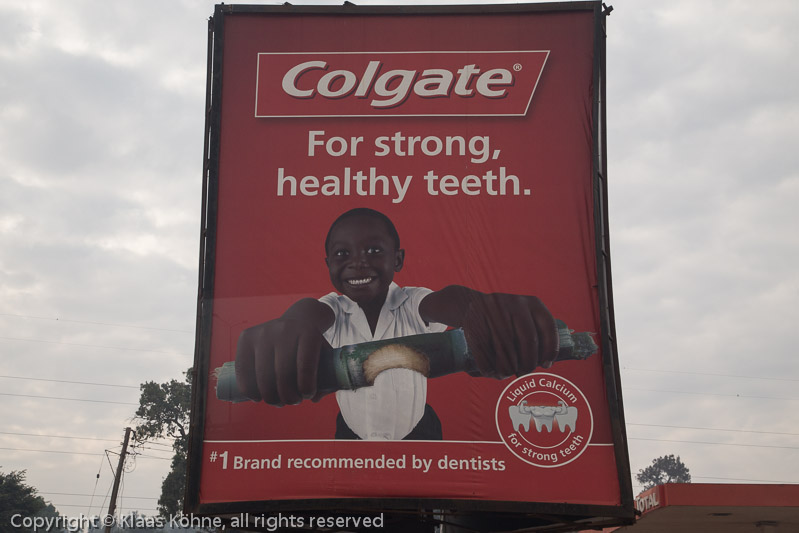 Colgate®
For strong,
healthy teeth.
Liquid Calcium
for strong teeth
#1 Brand recommended by dentists
TOTAL
Copyright © Klaas Köhne, all rights reserved